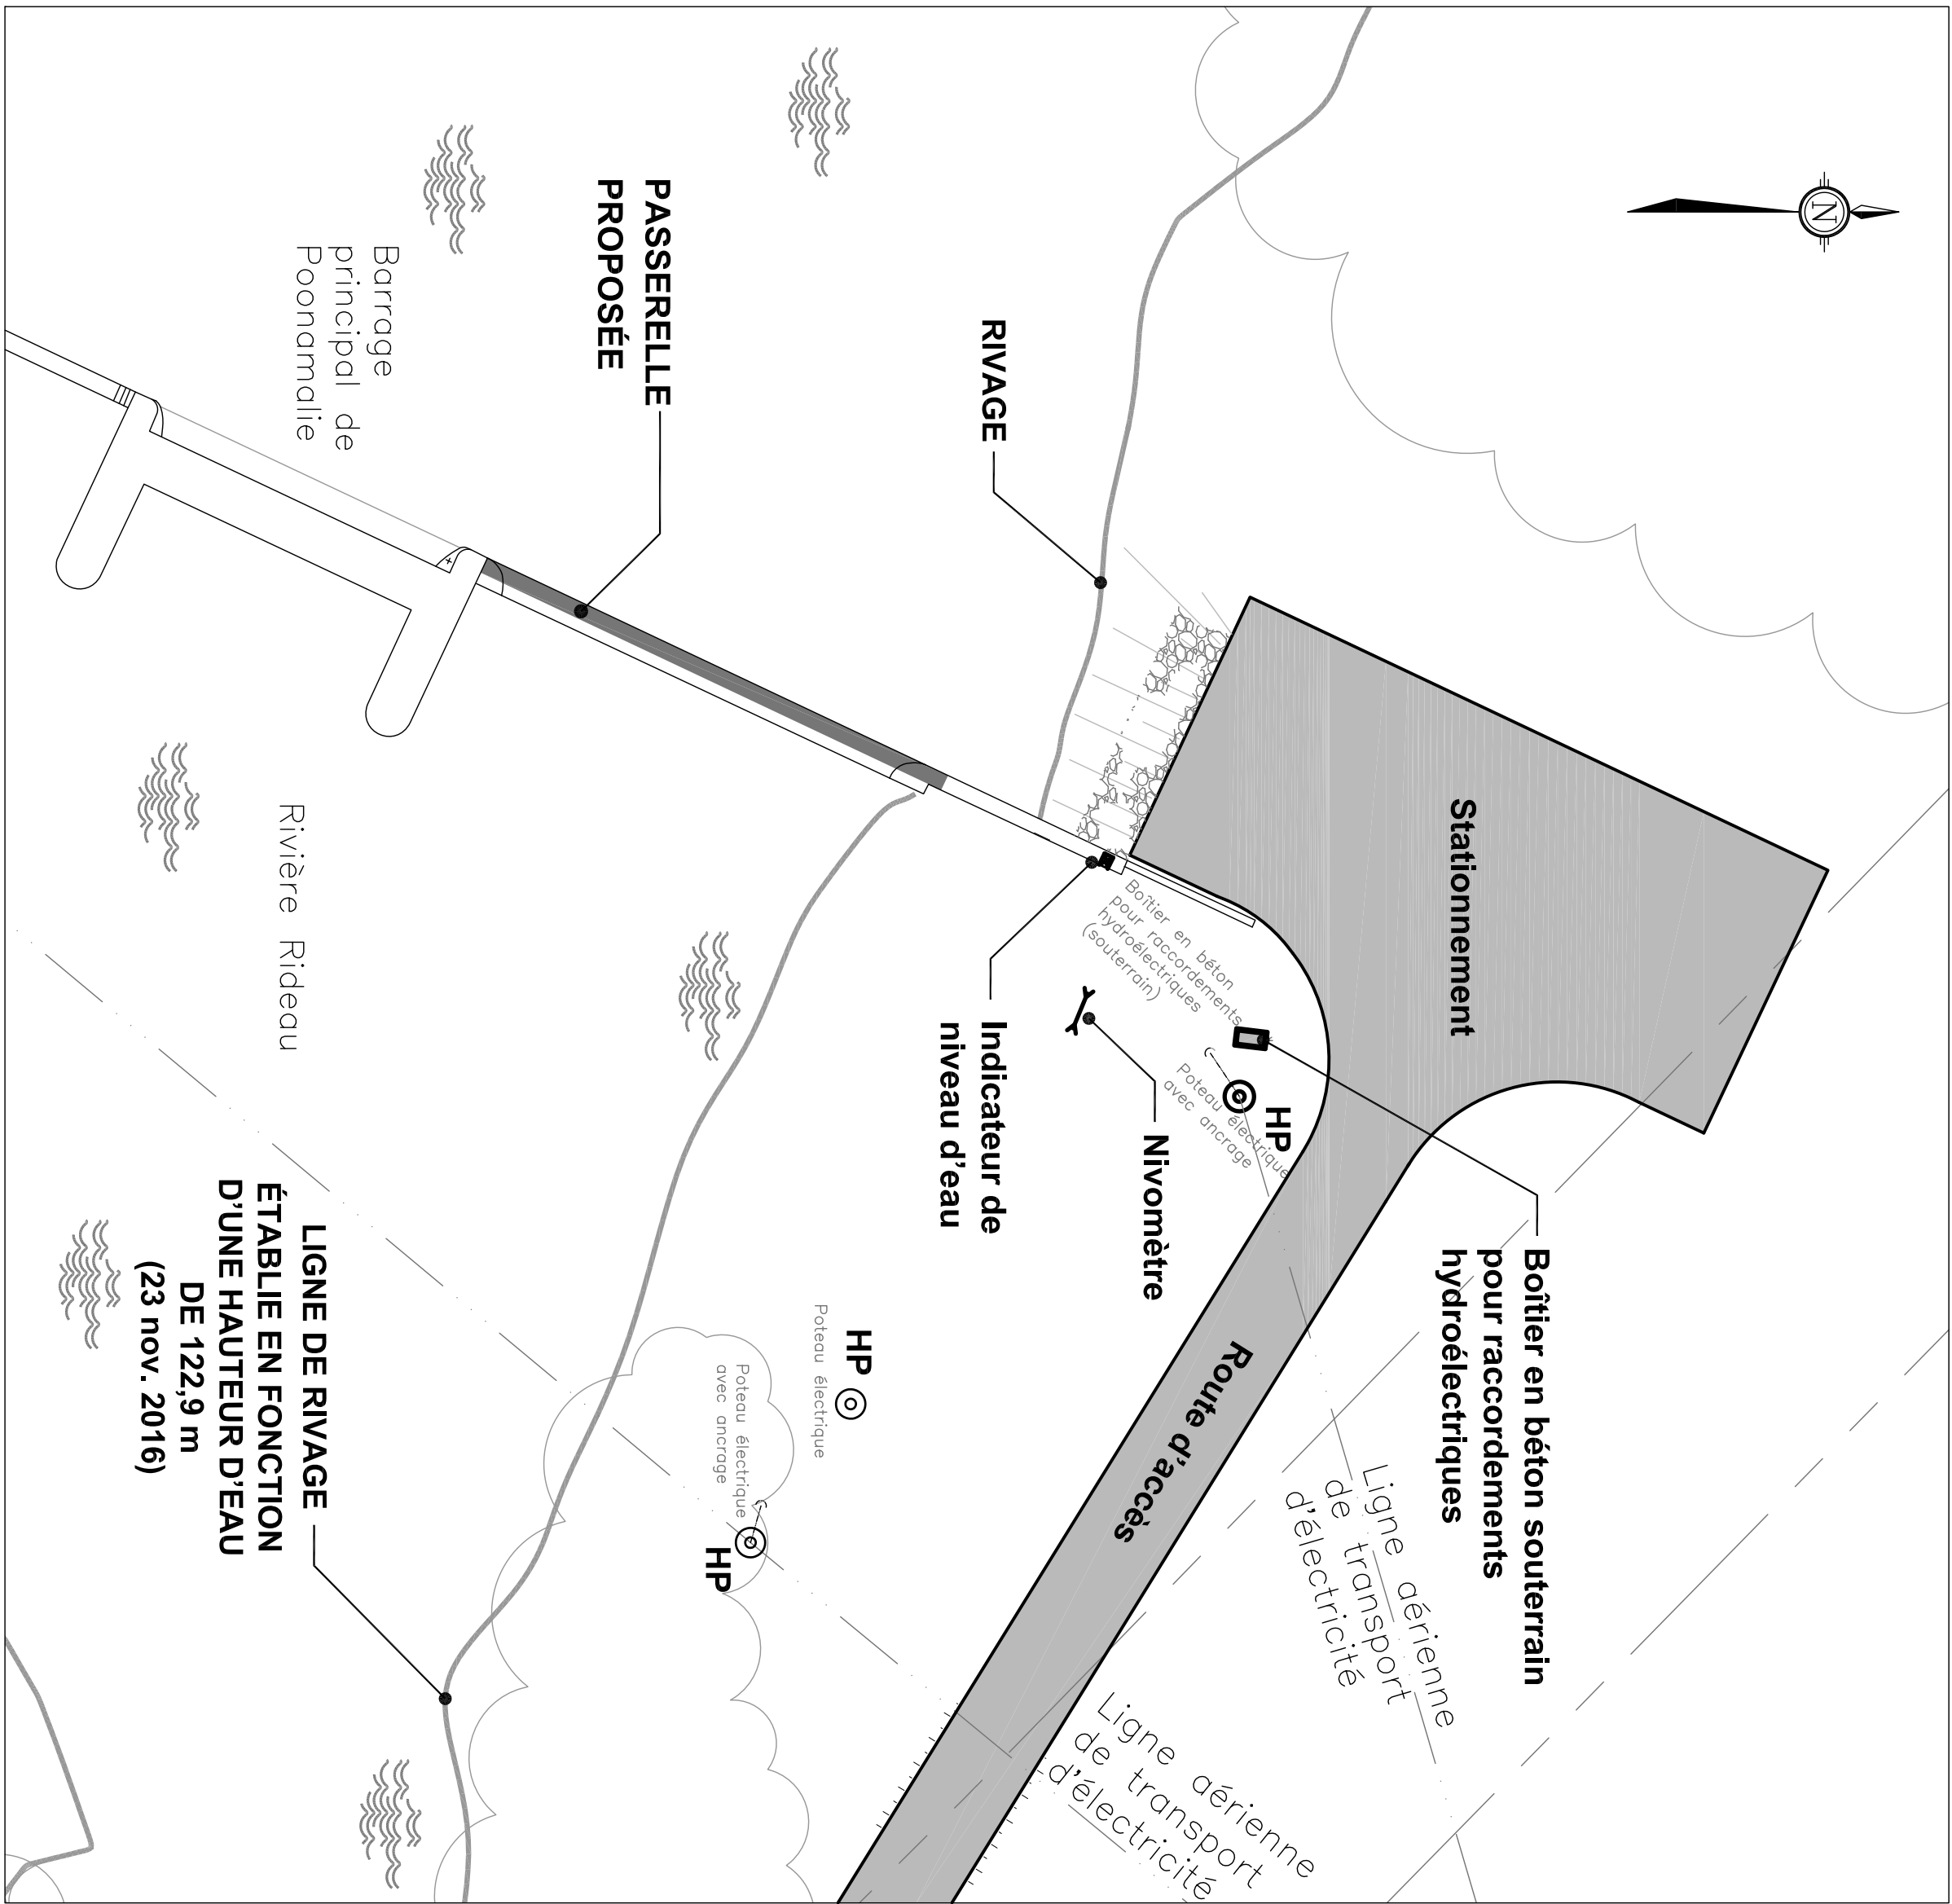 N
Stationnement
Boîtier en béton souterrain
pour raccordements
hydroélectriques
Ligne aérienne
de transport
d'électricité
Ligne aérienne
de transport
d'électricité
Route d'accès
HP
Poteau électrique
avec ancrage
Boîtier en béton
pour raccordements
hydroélectriques
(souterrain)
Nivomètre
RIVAGE
Indicateur de
niveau d'eau
HP
Poteau électrique
Poteau électrique
avec ancrage
HP
PASSERELLE
PROPOSÉE
Barrage
principal de
Poonamalie
Rivière Rideau
LIGNE DE RIVAGE
ÉTABLIE EN FONCTION
D'UNE HAUTEUR D'EAU
DE 122,9 m
(23 nov. 2016)